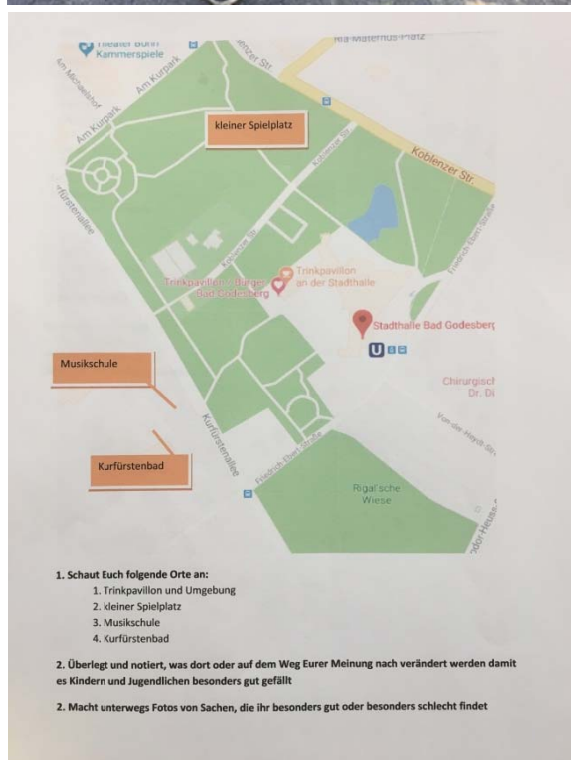 Theater Bonn
Kammerspiele
Am Michaelshof
Am Kurpark
Am Kurpark
Koblenzer Str.
kleiner Spielplatz
Koblenzer Str.
Koblenzer Str.
Kurfürstenallee
Friedrich-Ebert-Straße
Koblenzer Str.
Trinkpavillon
an der Stadthalle
Bad Godesberg
Stadthalle Bad Godesberg
U
Musikschule
Chirurgisch
Dr. Di
Kurfürstenallee
Von-der-Heydt-Str.
Kurfürstenbad
Friedrich-Ebert-Straße
Rigal'sche
Wiese
1. Schaut Euch folgende Orte an:
1. Trinkpavillon und Umgebung
2. kleiner Spielplatz
3. Musikschule
4. Kurfürstenbad
2. Überlegt und notiert, was dort oder auf dem Weg Eurer Meinung nach verändert werden damit
es Kindern und Jugendlichen besonders gut gefällt
2. Macht unterwegs Fotos von Sachen, die ihr besonders gut oder besonders schlecht findet